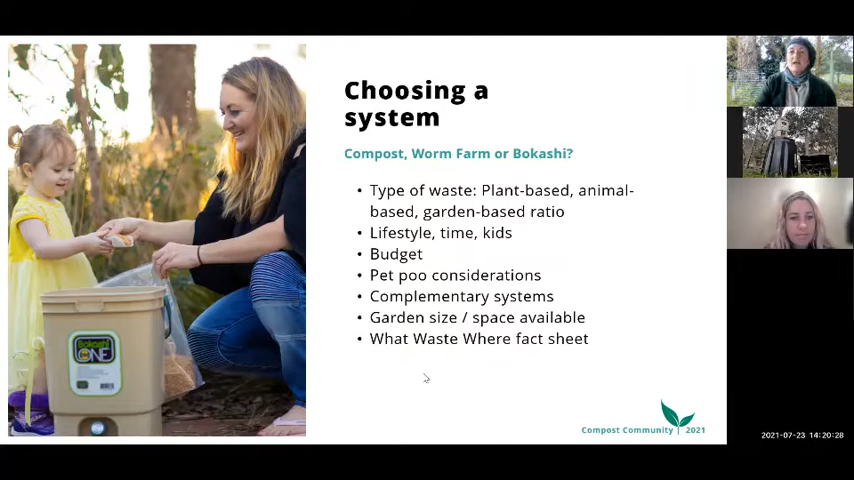 Choosing a
system
Compost, Worm Farm or Bokashi?
• Type of waste: Plant-based, animal-
based, garden-based ratio
• Lifestyle, time, kids
• Budget
• Pet poo considerations
• Complementary systems
• Garden size / space available
• What Waste Where fact sheet
Bokashi
ONE
Compost Community 2021
2021-07-23 14:20:28